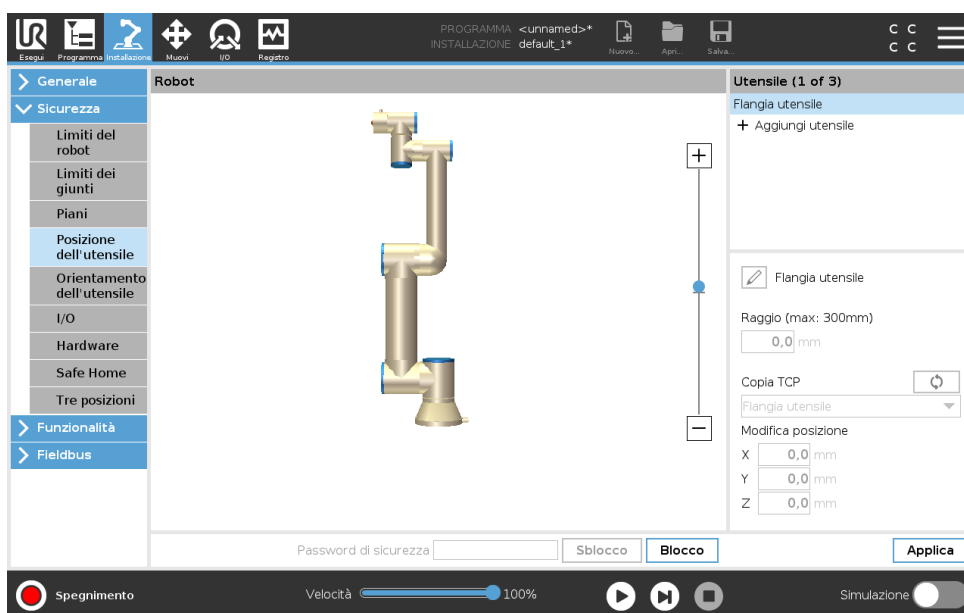 UR
PROGRAMMA <unnamed>*
INSTALLAZIONE default_1*
C C
C C
Esegui Programma Installazione Muovi I/O Registro Nuovo... Apri... Salva...
Generale
Sicurezza
Limiti del
robot
Limiti dei
giunti
Piani
Posizione
dell'utensile
Orientamento
dell'utensile
I/O
Hardware
Safe Home
Tre posizioni
Funzionalità
Fieldbus
Robot
Utensile (1 of 3)
Flangia utensile
+ Aggiungi utensile
Flangia utensile
Raggio (max: 300mm)
0,0 mm
Copia TCP
Flangia utensile
Modifica posizione
X 0,0 mm
Y 0,0 mm
Z 0,0 mm
Password di sicurezza Sblocco Blocco Applica
Spegnimento Velocità 100% Simulazione